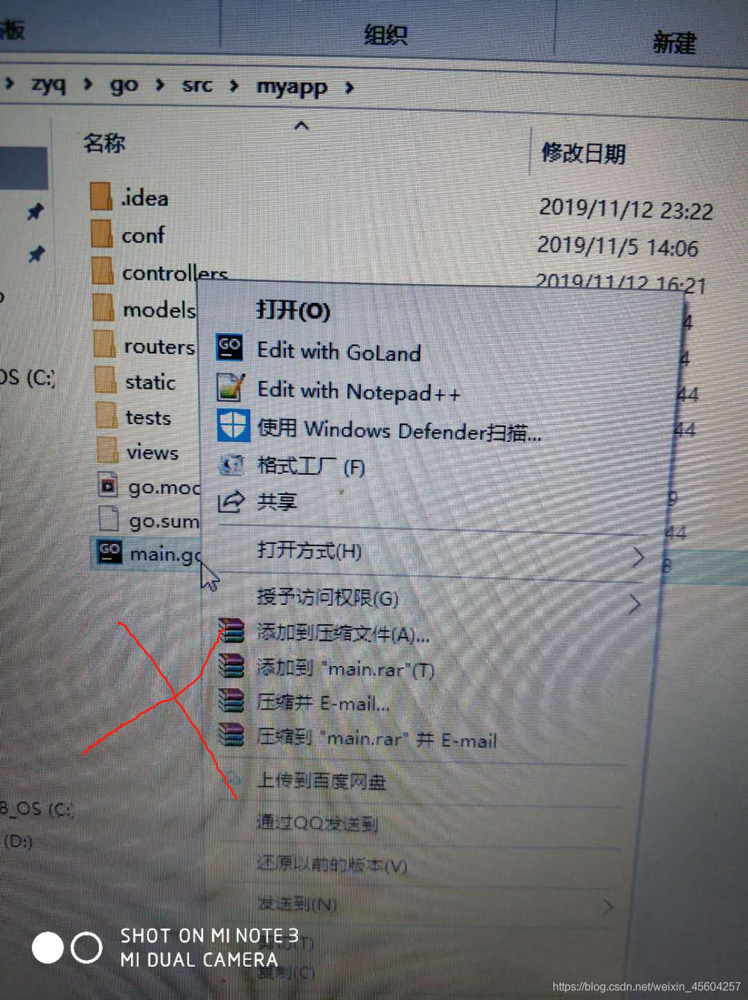 板
组织
新建
zyq
go
src
myapp
名称
修改日期
.idea
2019/11/12 23:22
conf
2019/11/5 14:06
controllers
2019/11/12 16:21
models
4
routers
4
static
44
tests
44
views
go.mod
9
go.sum
44
main.go
8
OS (C:)
8_OS (C:)
(D:)
打开(O)
Edit with GoLand
Edit with Notepad++
使用 Windows Defender扫描...
格式工厂 (F)
共享
打开方式(H)
授予访问权限(G)
添加到压缩文件(A)...
添加到 "main.rar"(T)
压缩并 E-mail...
压缩到 "main.rar" 并 E-mail
上传到百度网盘
通过QQ发送到
还原以前的版本(V)
发送到(N)
(T)
复制(C)
SHOT ON MI NOTE 3
MI DUAL CAMERA
https://blog.csdn.net/weixin_45604257